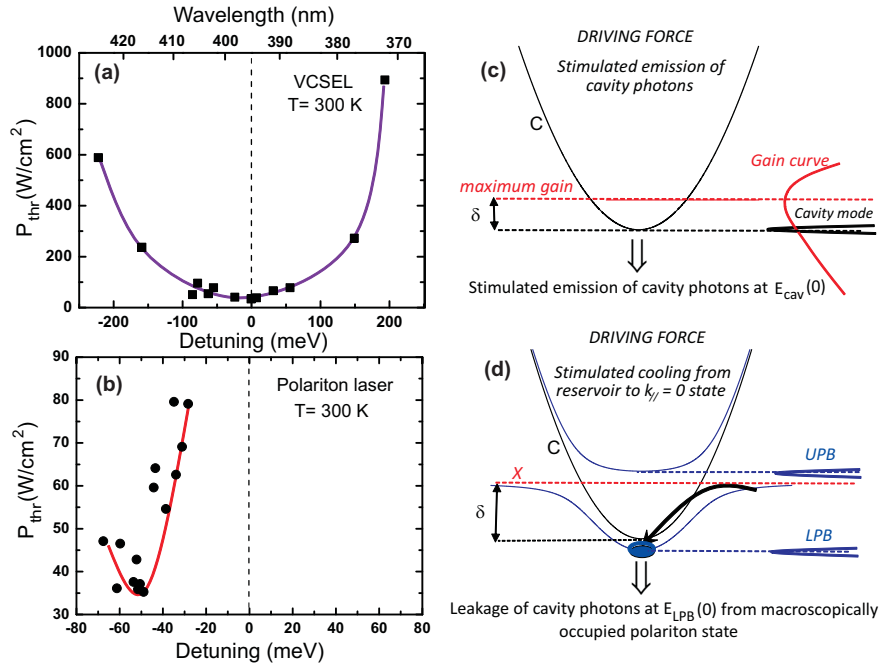 Wavelength (nm)
420 410 400 390 380 370
(a)
VCSEL
T= 300 K
1000
800
600
400
200
0
P_thr(W/cm²)
-200 -100 0 100 200
Detuning (meV)
(b)
Polariton laser
T= 300 K
90
80
70
60
50
40
30
P_thr(W/cm²)
-80 -60 -40 -20 0 20 40 60 80
Detuning (meV)
(c)
DRIVING FORCE
Stimulated emission of
cavity photons
C
Gain curve
maximum gain
δ
Cavity mode
Stimulated emission of cavity photons at E_cav(0)
DRIVING FORCE
(d)
Stimulated cooling from
reservoir to k_// = 0 state
C
UPB
X
δ
LPB
Leakage of cavity photons at E_LPB(0) from macroscopically
occupied polariton state